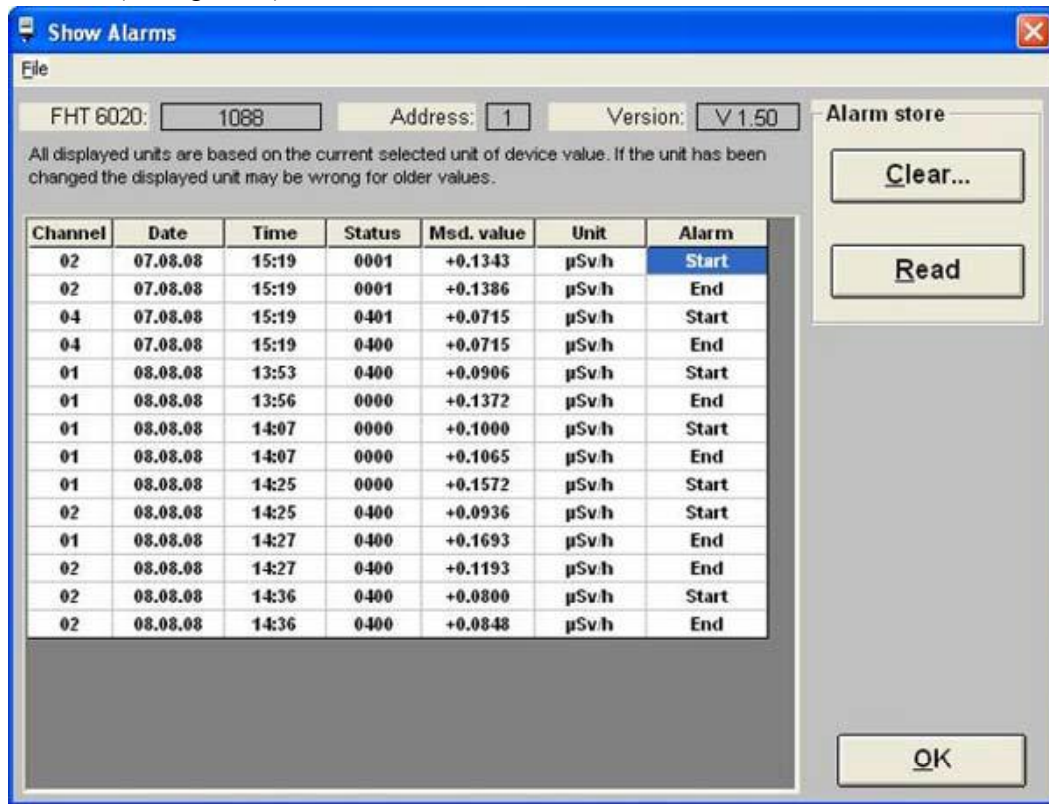 Show Alarms
File
FHT 6020: 1088 Address: 1 Version: V 1.50
All displayed units are based on the current selected unit of device value. If the unit has been
changed the displayed unit may be wrong for older values.
Alarm store
Clear...
Read
Channel Date Time Status Msd. value Unit Alarm
02 07.08.08 15:19 0001 +0.1343 µSv/h Start
02 07.08.08 15:19 0001 +0.1386 µSv/h End
04 07.08.08 15:19 0401 +0.0715 µSv/h Start
04 07.08.08 15:19 0400 +0.0715 µSv/h End
01 08.08.08 13:53 0400 +0.0906 µSv/h Start
01 08.08.08 13:56 0000 +0.1372 µSv/h End
01 08.08.08 14:07 0000 +0.1000 µSv/h Start
01 08.08.08 14:07 0000 +0.1065 µSv/h End
01 08.08.08 14:25 0000 +0.1572 µSv/h Start
02 08.08.08 14:25 0400 +0.0936 µSv/h Start
01 08.08.08 14:27 0400 +0.1693 µSv/h End
02 08.08.08 14:27 0400 +0.1193 µSv/h End
02 08.08.08 14:36 0400 +0.0800 µSv/h Start
02 08.08.08 14:36 0400 +0.0848 µSv/h End
OK